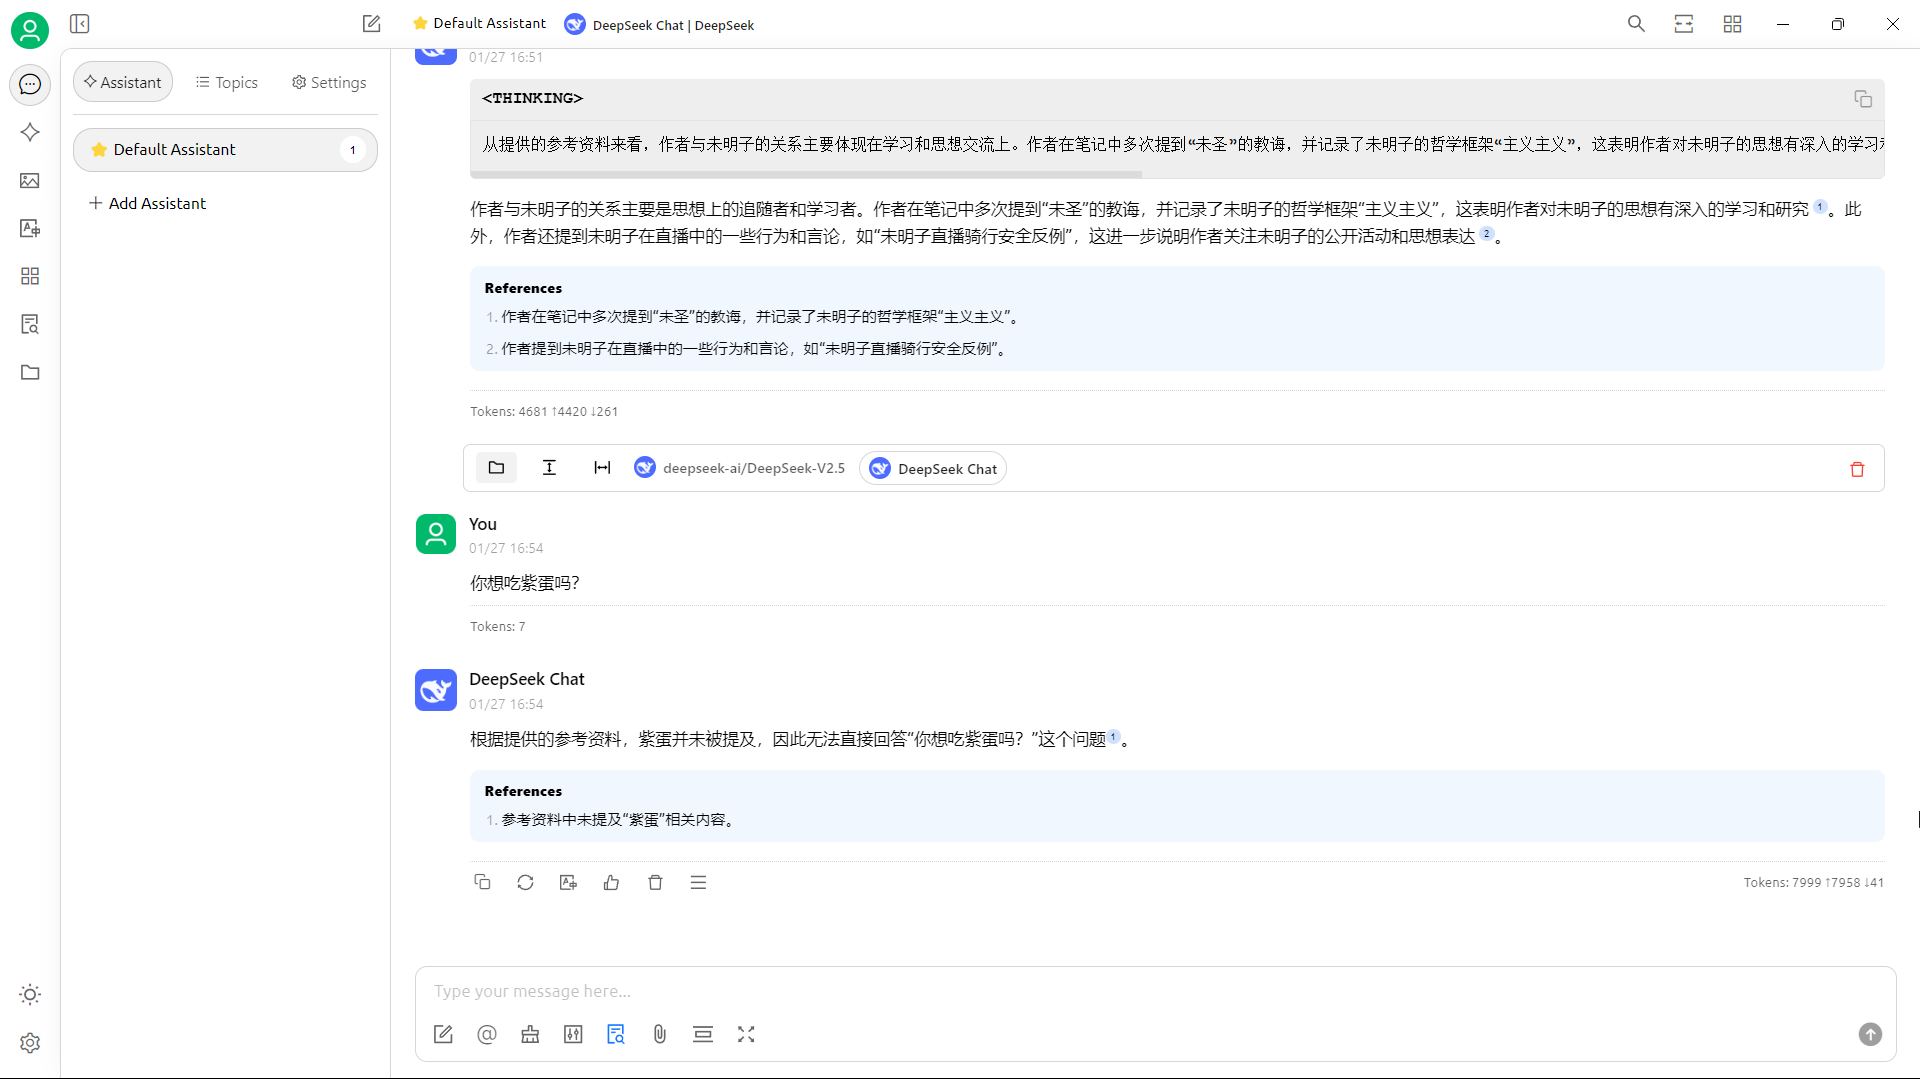 Default Assistant
DeepSeek Chat | DeepSeek
Assistant
Topics
Settings
Default Assistant
1
Add Assistant
01/27 16:51
<THINKING>
从提供的参考资料来看，作者与未明子的关系主要体现在学习和思想交流上。作者在笔记中多次提到“未圣”的教诲，并记录了未明子的哲学框架“主义主义”，这表明作者对未明子的思想有深入的学习
作者与未明子的关系主要是思想上的追随者和学习者。作者在笔记中多次提到“未圣”的教诲，并记录了未明子的哲学框架“主义主义”，这表明作者对未明子的思想有深入的学习和研究 1 。此
外，作者还提到未明子在直播中的一些行为和言论，如“未明子直播骑行安全反例”，这进一步说明作者关注未明子的公开活动和思想表达 2 。
References
1. 作者在笔记中多次提到“未圣”的教诲，并记录了未明子的哲学框架“主义主义”。
2. 作者提到未明子在直播中的一些行为和言论，如“未明子直播骑行安全反例”。
Tokens: 4681 ↑4420 ↓261
deepseek-ai/DeepSeek-V2.5
DeepSeek Chat
You
01/27 16:54
你想吃紫蛋吗？
Tokens: 7
DeepSeek Chat
01/27 16:54
根据提供的参考资料，紫蛋并未被提及，因此无法直接回答“你想吃紫蛋吗？”这个问题 1 。
References
1. 参考资料中未提及“紫蛋”相关内容。
Tokens: 7999 ↑7958 ↓41
Type your message here...